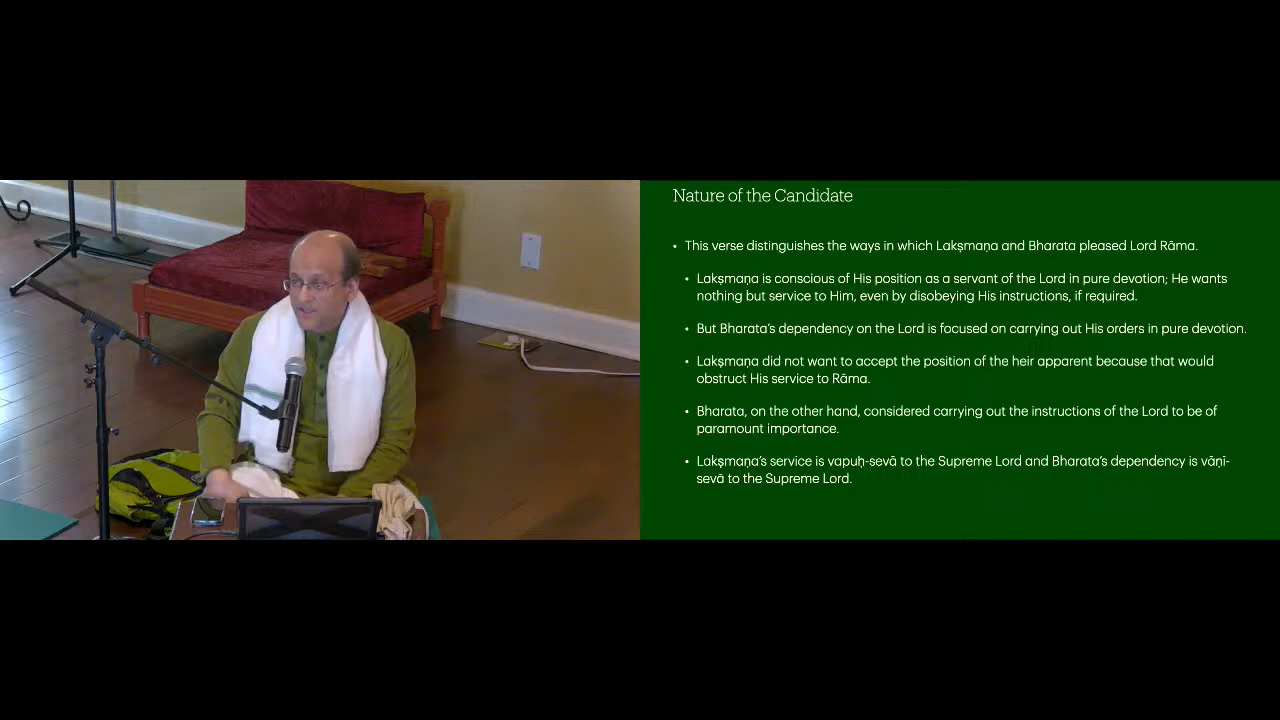 Nature of the Candidate
• This verse distinguishes the ways in which Lakṣmaṇa and Bharata pleased Lord Rāma.
• Lakṣmaṇa is conscious of His position as a servant of the Lord in pure devotion; He wants
nothing but service to Him, even by disobeying His instructions, if required.
• But Bharata’s dependency on the Lord is focused on carrying out His orders in pure devotion.
• Lakṣmaṇa did not want to accept the position of the heir apparent because that would
obstruct His service to Rāma.
• Bharata, on the other hand, considered carrying out the instructions of the Lord to be of
paramount importance.
• Lakṣmaṇa’s service is vapuḥ-sevā to the Supreme Lord and Bharata’s dependency is vāṇī-
sevā to the Supreme Lord.